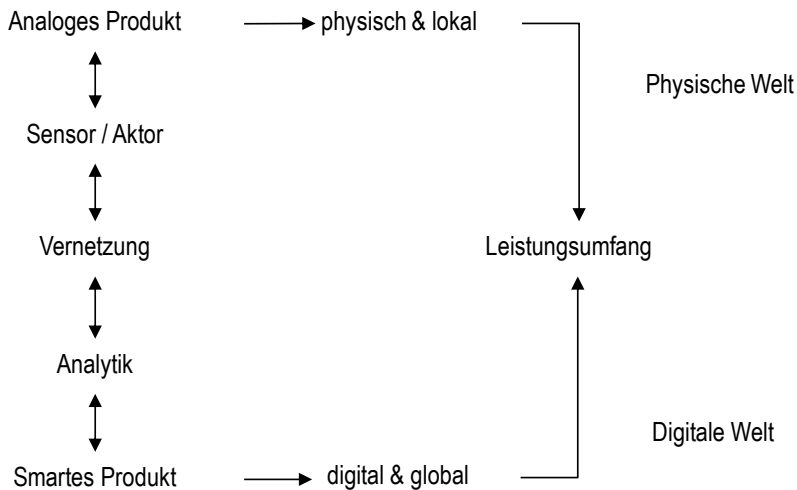 Analoges Produkt
physisch & lokal
Physische Welt
Sensor / Aktor
Vernetzung
Leistungsumfang
Analytik
Digitale Welt
Smartes Produkt
digital & global